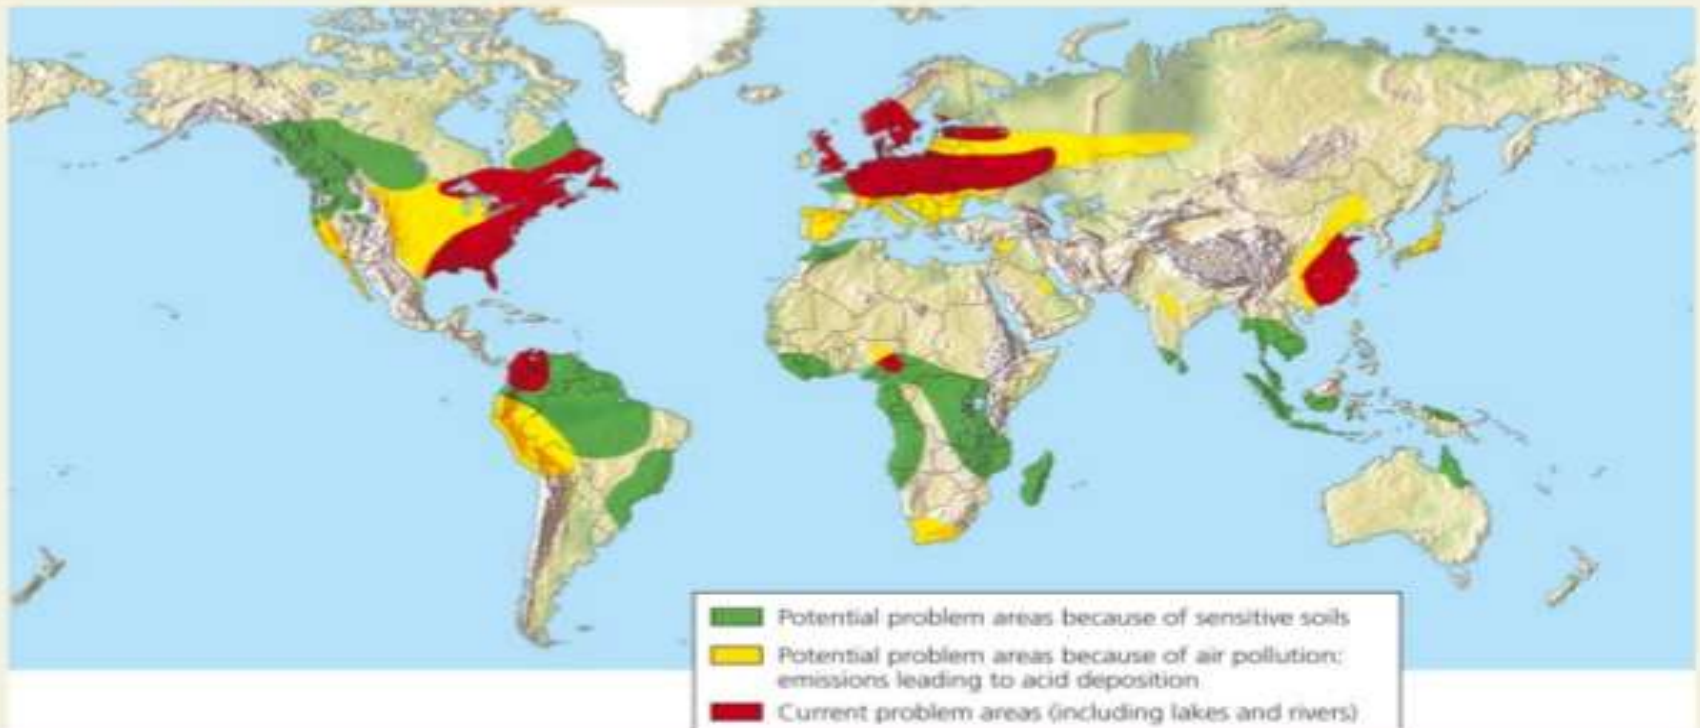 Potential problem areas because of sensitive soils
Potential problem areas because of air pollution:
emissions leading to acid deposition
Current problem areas (including lakes and rivers)